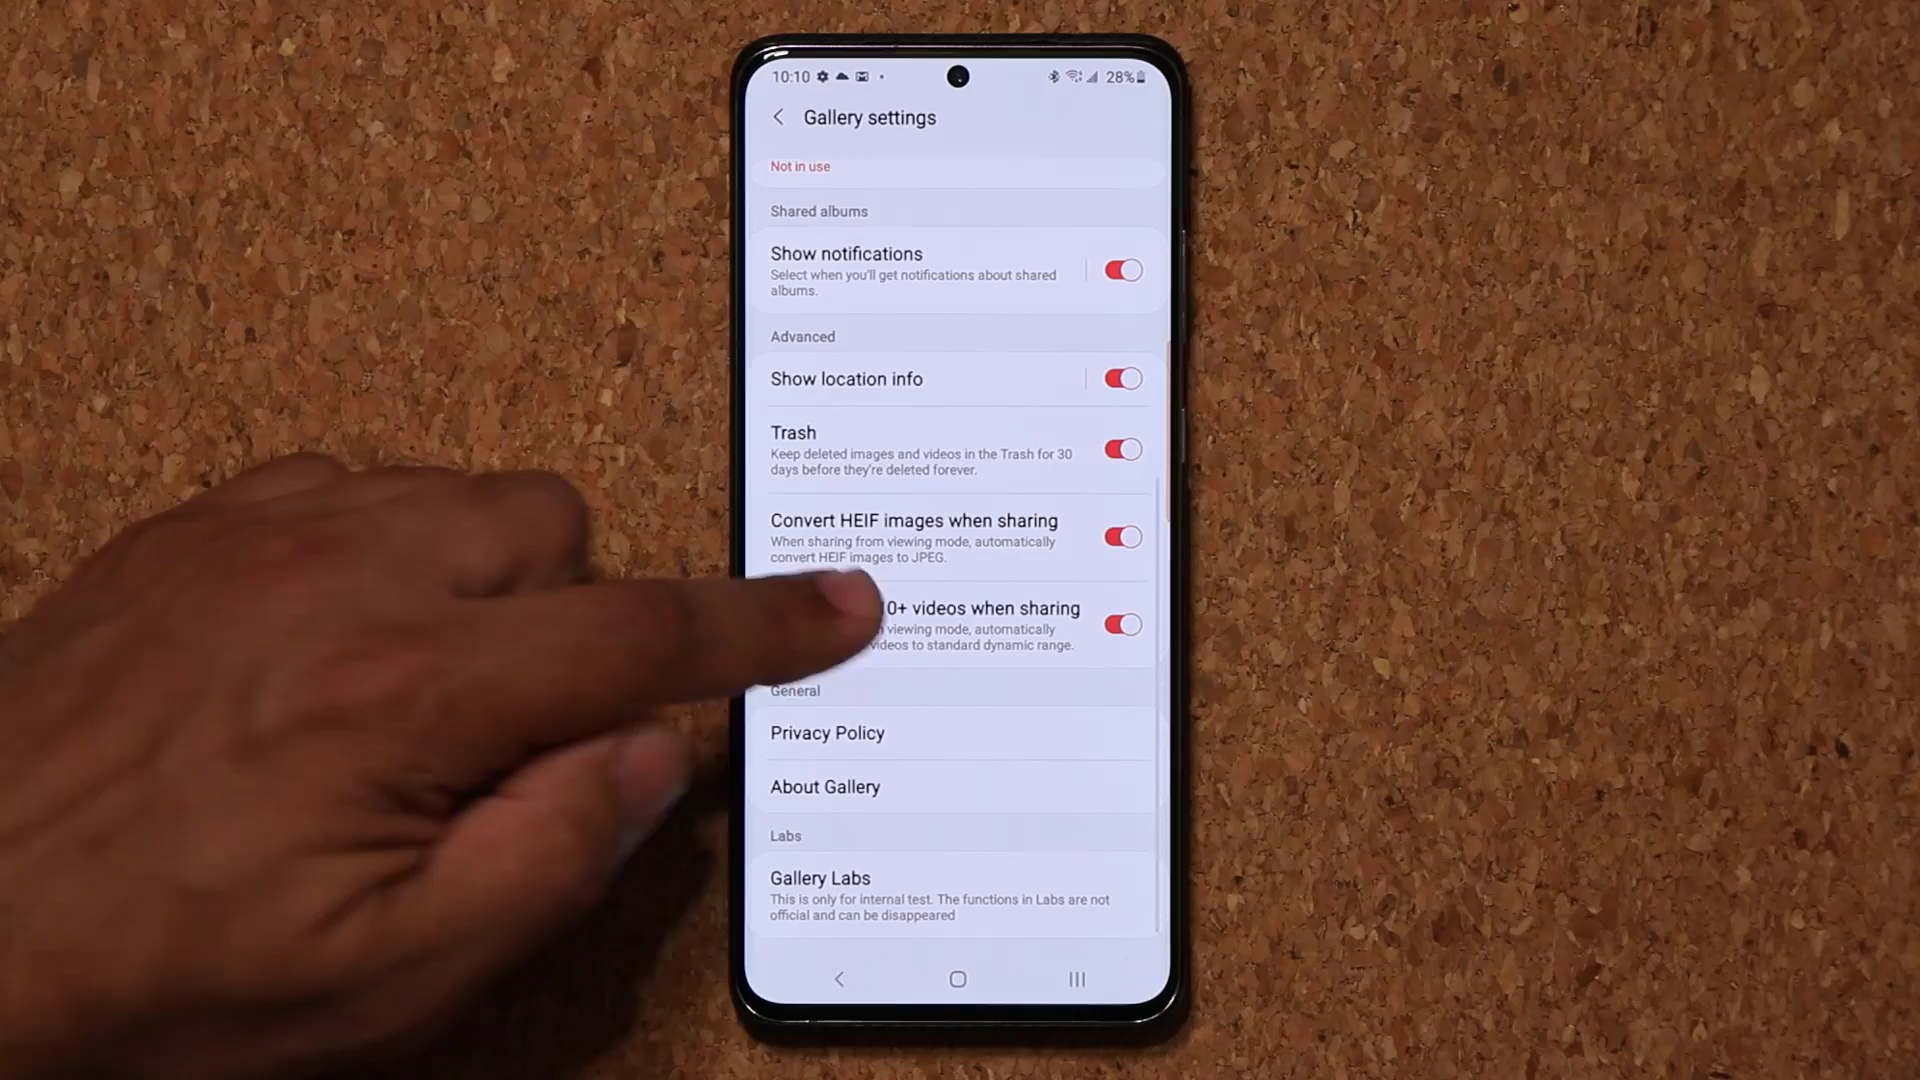 10:10 28%
Gallery settings
Not in use
Shared albums
Show notifications
Select when you'll get notifications about shared
albums.
Advanced
Show location info
Trash
Keep deleted images and videos in the Trash for 30
days before they're deleted forever.
Convert HEIF images when sharing
When sharing from viewing mode, automatically
convert HEIF images to JPEG.
0+ videos when sharing
viewing mode, automatically
videos to standard dynamic range.
General
Privacy Policy
About Gallery
Labs
Gallery Labs
This is only for internal test. The functions in Labs are not
official and can be disappeared